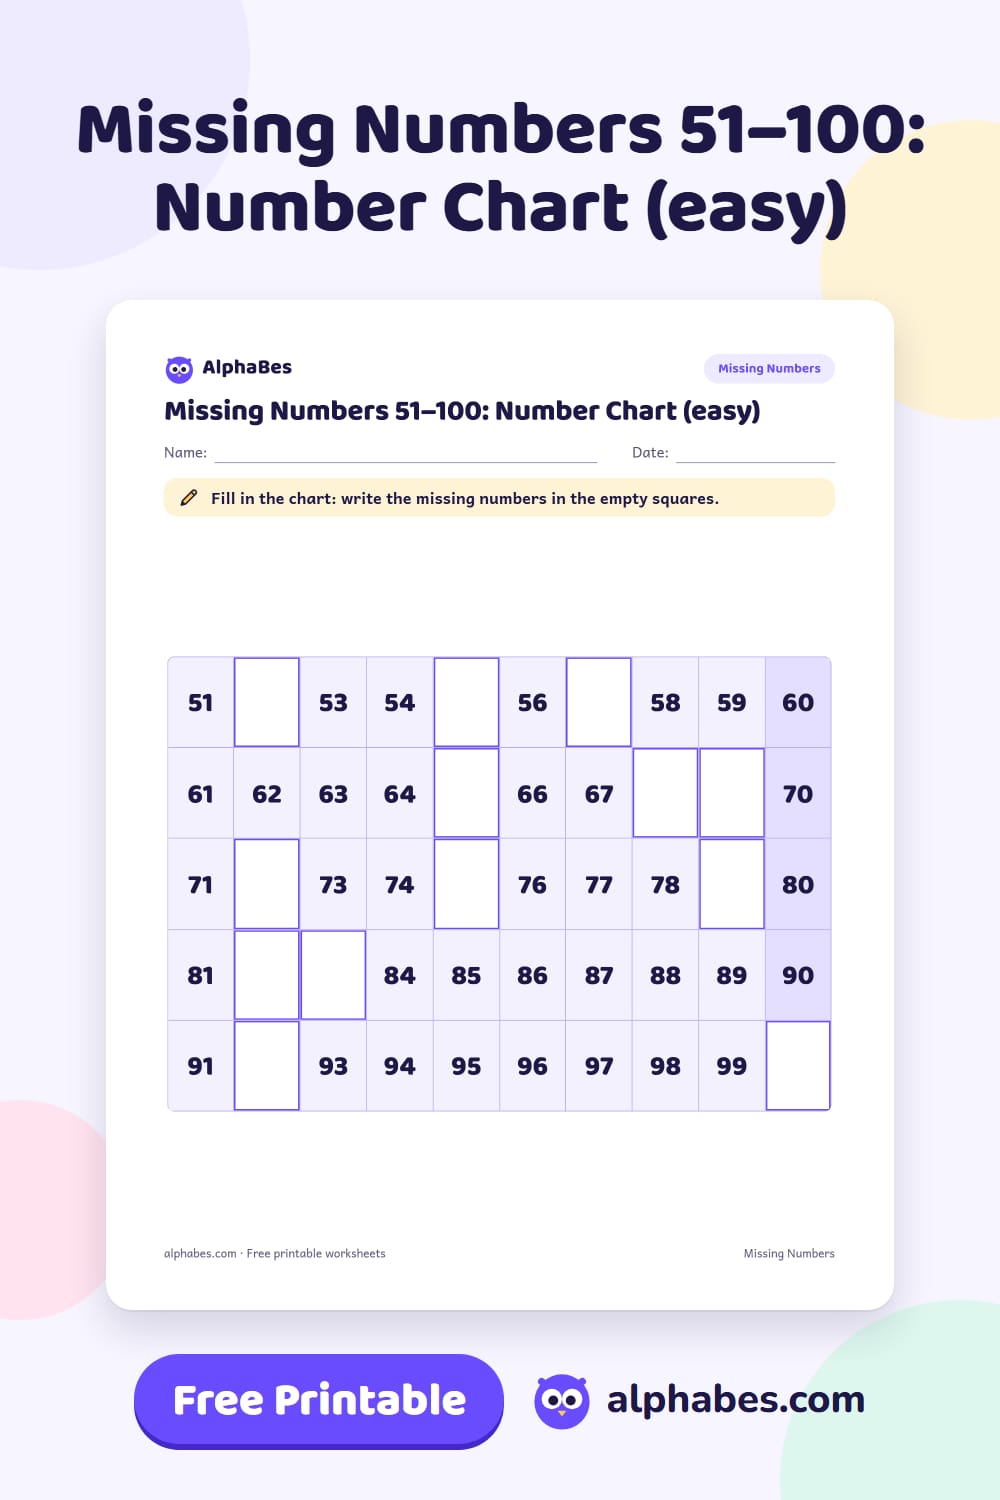 Missing Numbers 51–100:
Number Chart (easy)
AlphaBes
Missing Numbers
Missing Numbers 51–100: Number Chart (easy)
Name:
Date:
Fill in the chart: write the missing numbers in the empty squares.
51 53 54 56 58 59 60
61 62 63 64 66 67 70
71 73 74 76 77 78 80
81 84 85 86 87 88 89 90
91 93 94 95 96 97 98 99
alphabes.com · Free printable worksheets
Missing Numbers
Free Printable
alphabes.com